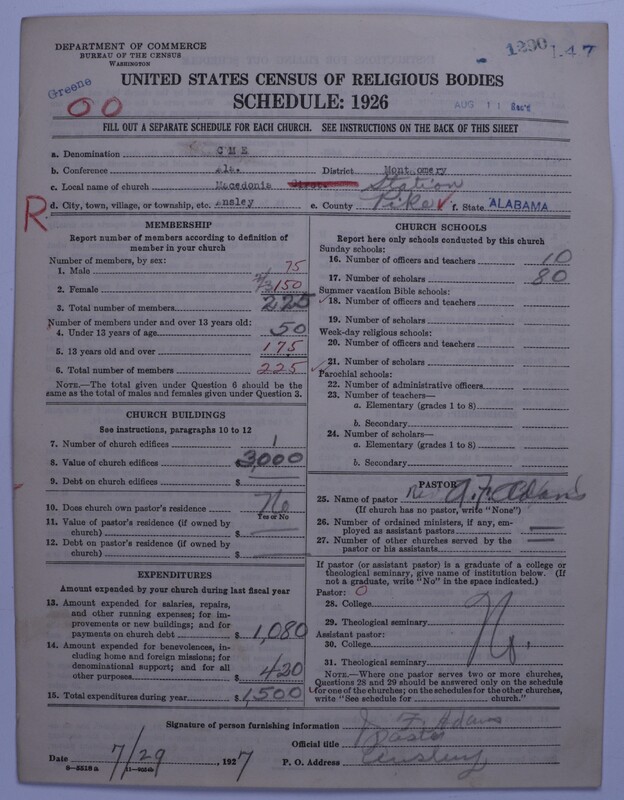 DEPARTMENT OF COMMERCE
BUREAU OF THE CENSUS
WASHINGTON
1290 1-47
Greene
00
UNITED STATES CENSUS OF RELIGIOUS BODIES
SCHEDULE: 1926
AUG 11 Rec'd
FILL OUT A SEPARATE SCHEDULE FOR EACH CHURCH. SEE INSTRUCTIONS ON THE BACK OF THIS SHEET
a. Denomination C M E
b. Conference Ala. District Montgomery
c. Local name of church Macedonia Station
R
d. City, town, village, or township, etc. Ansley e. County Pike f. State ALABAMA
MEMBERSHIP
Report number of members according to definition of
member in your church
Number of members, by sex:
1. Male 75
2. Female 150
3. Total number of members 225
Number of members under and over 13 years old:
4. Under 13 years of age 50
5. 13 years old and over 175
6. Total number of members 225
NOTE.—The total given under Question 6 should be the
same as the total of males and females given under Question 3.
CHURCH BUILDINGS
See instructions, paragraphs 10 to 12
7. Number of church edifices 1
8. Value of church edifices $ 3,000
9. Debt on church edifices $
10. Does church own pastor's residence No
Yes or No
11. Value of pastor's residence (if owned by
church) $
12. Debt on pastor's residence (if owned by
church) $
EXPENDITURES
Amount expended by your church during last fiscal year
13. Amount expended for salaries, repairs,
and other running expenses; for im-
provements or new buildings; and for
payments on church debt $ 1,080
14. Amount expended for benevolences, in-
cluding home and foreign missions; for
denominational support; and for all
other purposes $ 420
15. Total expenditures during year $ 1,500
CHURCH SCHOOLS
Report here only schools conducted by this church
Sunday schools:
16. Number of officers and teachers 10
17. Number of scholars 80
Summer vacation Bible schools:
18. Number of officers and teachers
19. Number of scholars
Week-day religious schools:
20. Number of officers and teachers
21. Number of scholars
Parochial schools:
22. Number of administrative officers
23. Number of teachers—
a. Elementary (grades 1 to 8)
b. Secondary
24. Number of scholars—
a. Elementary (grades 1 to 8)
b. Secondary
PASTOR
25. Name of pastor Rev J. F. Adams
(If church has no pastor, write "None")
26. Number of ordained ministers, if any, em-
ployed as assistant pastors
27. Number of other churches served by the
pastor or his assistants
If pastor (or assistant pastor) is a graduate of a college or
theological seminary, give name of institution below. (If
not a graduate, write "No" in the space indicated.)
Pastor: 0
28. College
29. Theological seminary
Assistant pastor:
30. College
No.
31. Theological seminary
NOTE.—Where one pastor serves two or more churches,
Questions 28 and 29 should be answered only on the schedule
for one of the churches; on the schedules for the other churches,
write "See schedule for church."
Signature of person furnishing information J. F. Adams
Official title Pastor
Date 7/29, 1927 P. O. Address Ansley
8—5518 a